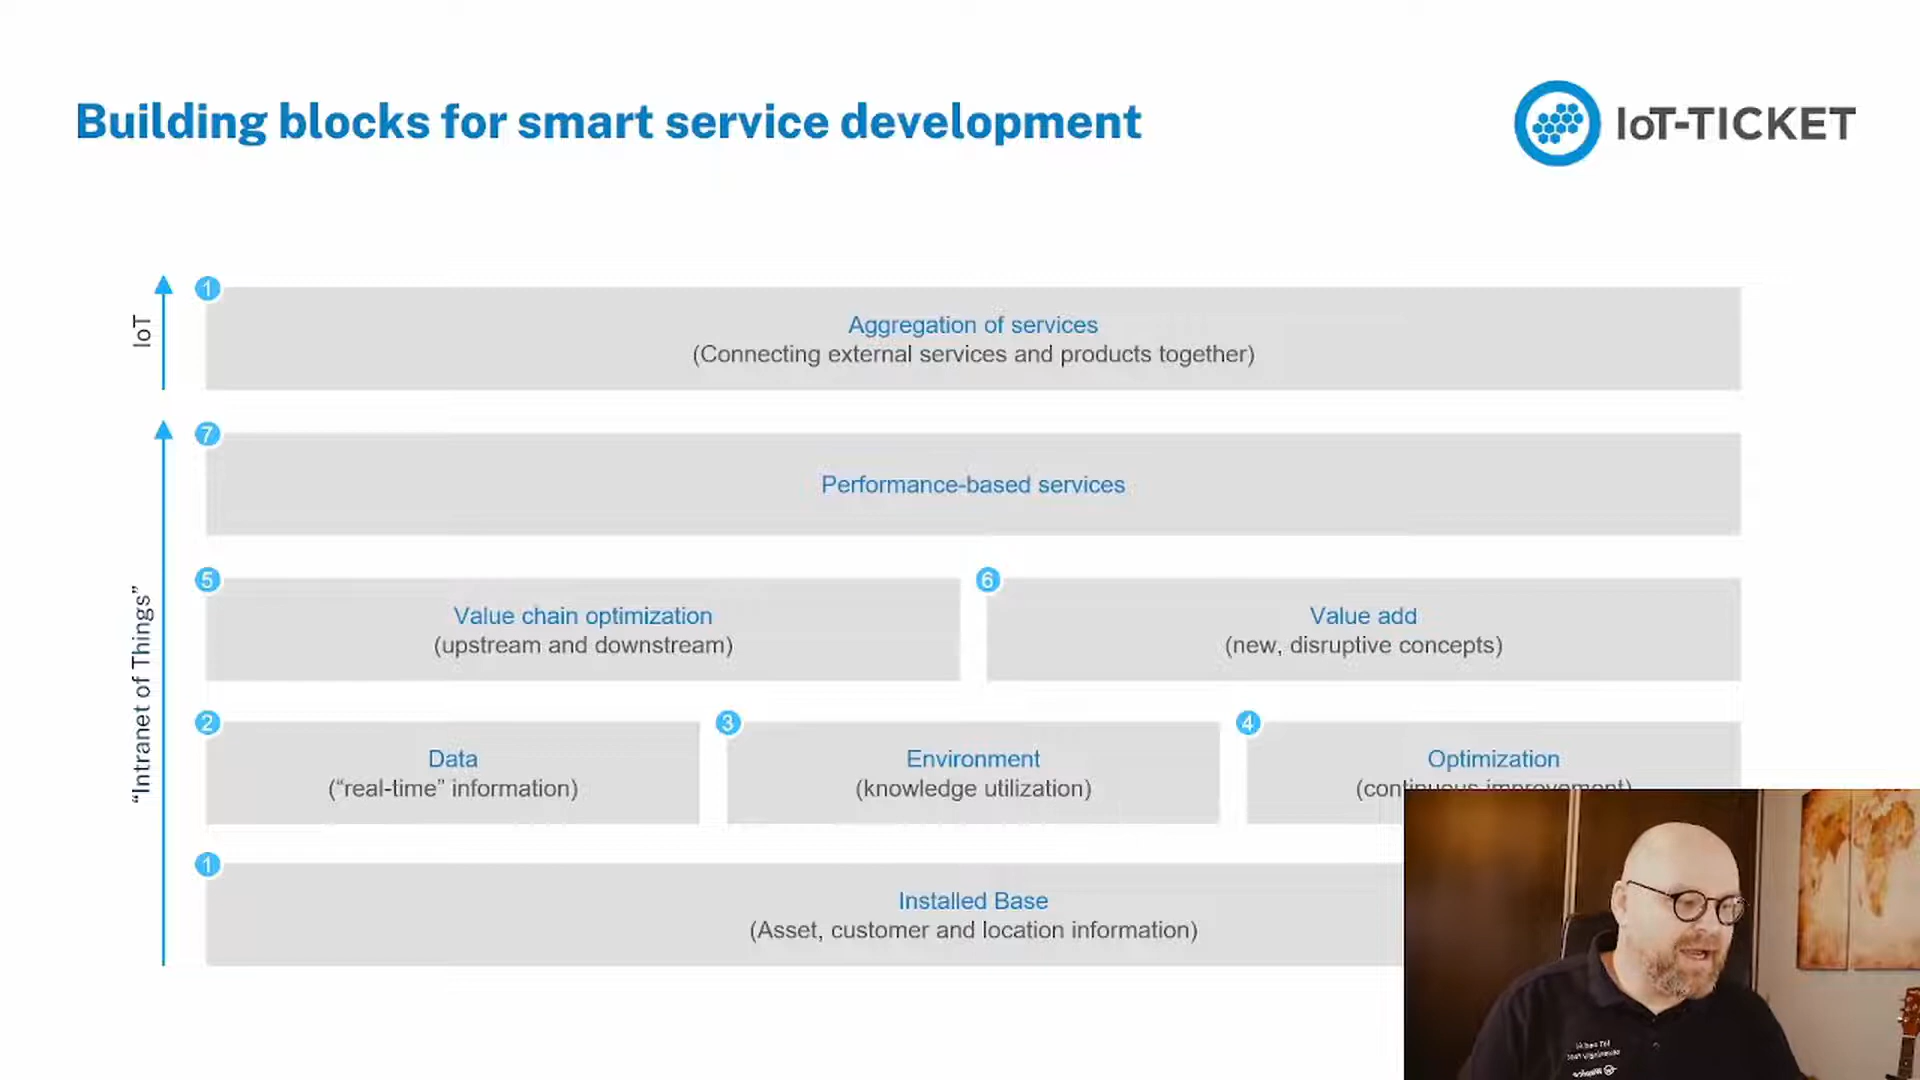 Building blocks for smart service development
IoT-TICKET
IoT
1
Aggregation of services
(Connecting external services and products together)
"Intranet of Things"
7
Performance-based services
5
Value chain optimization
(upstream and downstream)
6
Value add
(new, disruptive concepts)
2
Data
(“real-time” information)
3
Environment
(knowledge utilization)
4
Optimization
(continuous improvement)
1
Installed Base
(Asset, customer and location information)